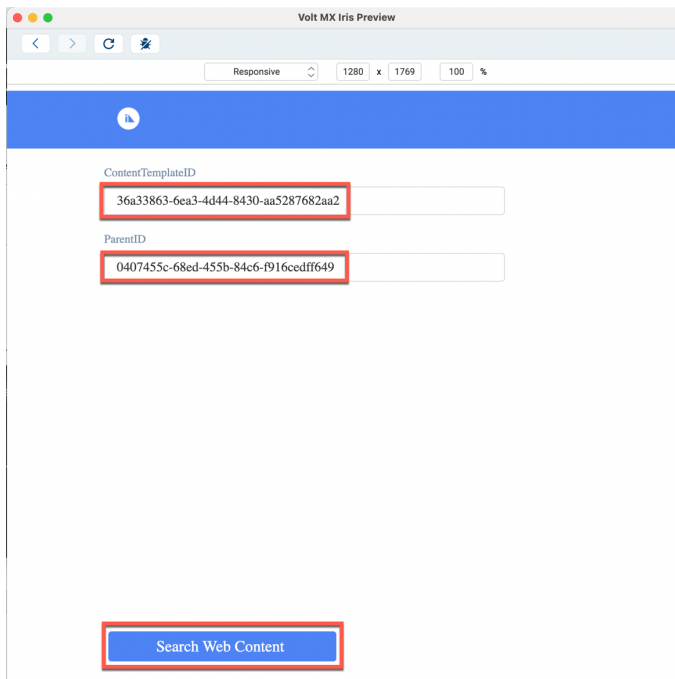 Volt MX Iris Preview
Responsive 1280 x 1769 100 %
ContentTemplateID
36a33863-6ea3-4d44-8430-aa5287682aa2
ParentID
0407455c-68ed-455b-84c6-f916cedff649
Search Web Content